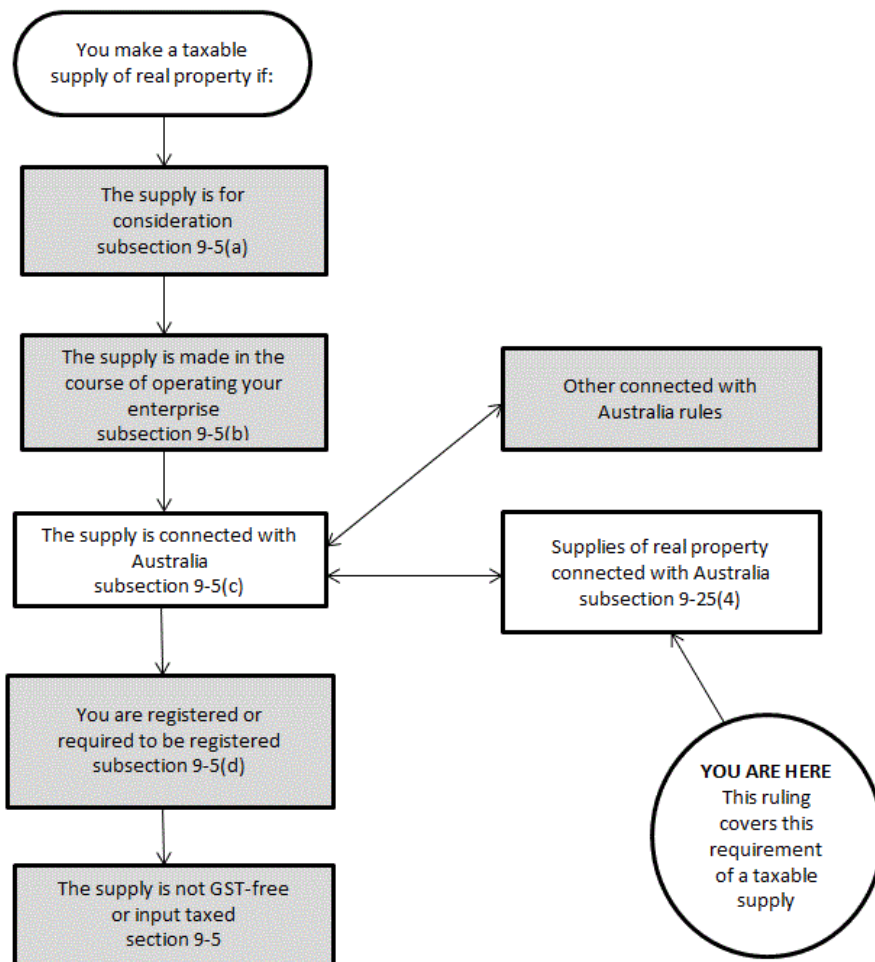 You make a taxable
supply of real property if:
The supply is for
consideration
subsection 9-5(a)
The supply is made in the
course of operating your
enterprise
subsection 9-5(b)
Other connected with
Australia rules
The supply is connected with
Australia
subsection 9-5(c)
Supplies of real property
connected with Australia
subsection 9-25(4)
You are registered or
required to be registered
subsection 9-5(d)
YOU ARE HERE
This ruling
covers this
requirement
of a taxable
supply
The supply is not GST-free
or input taxed
section 9-5